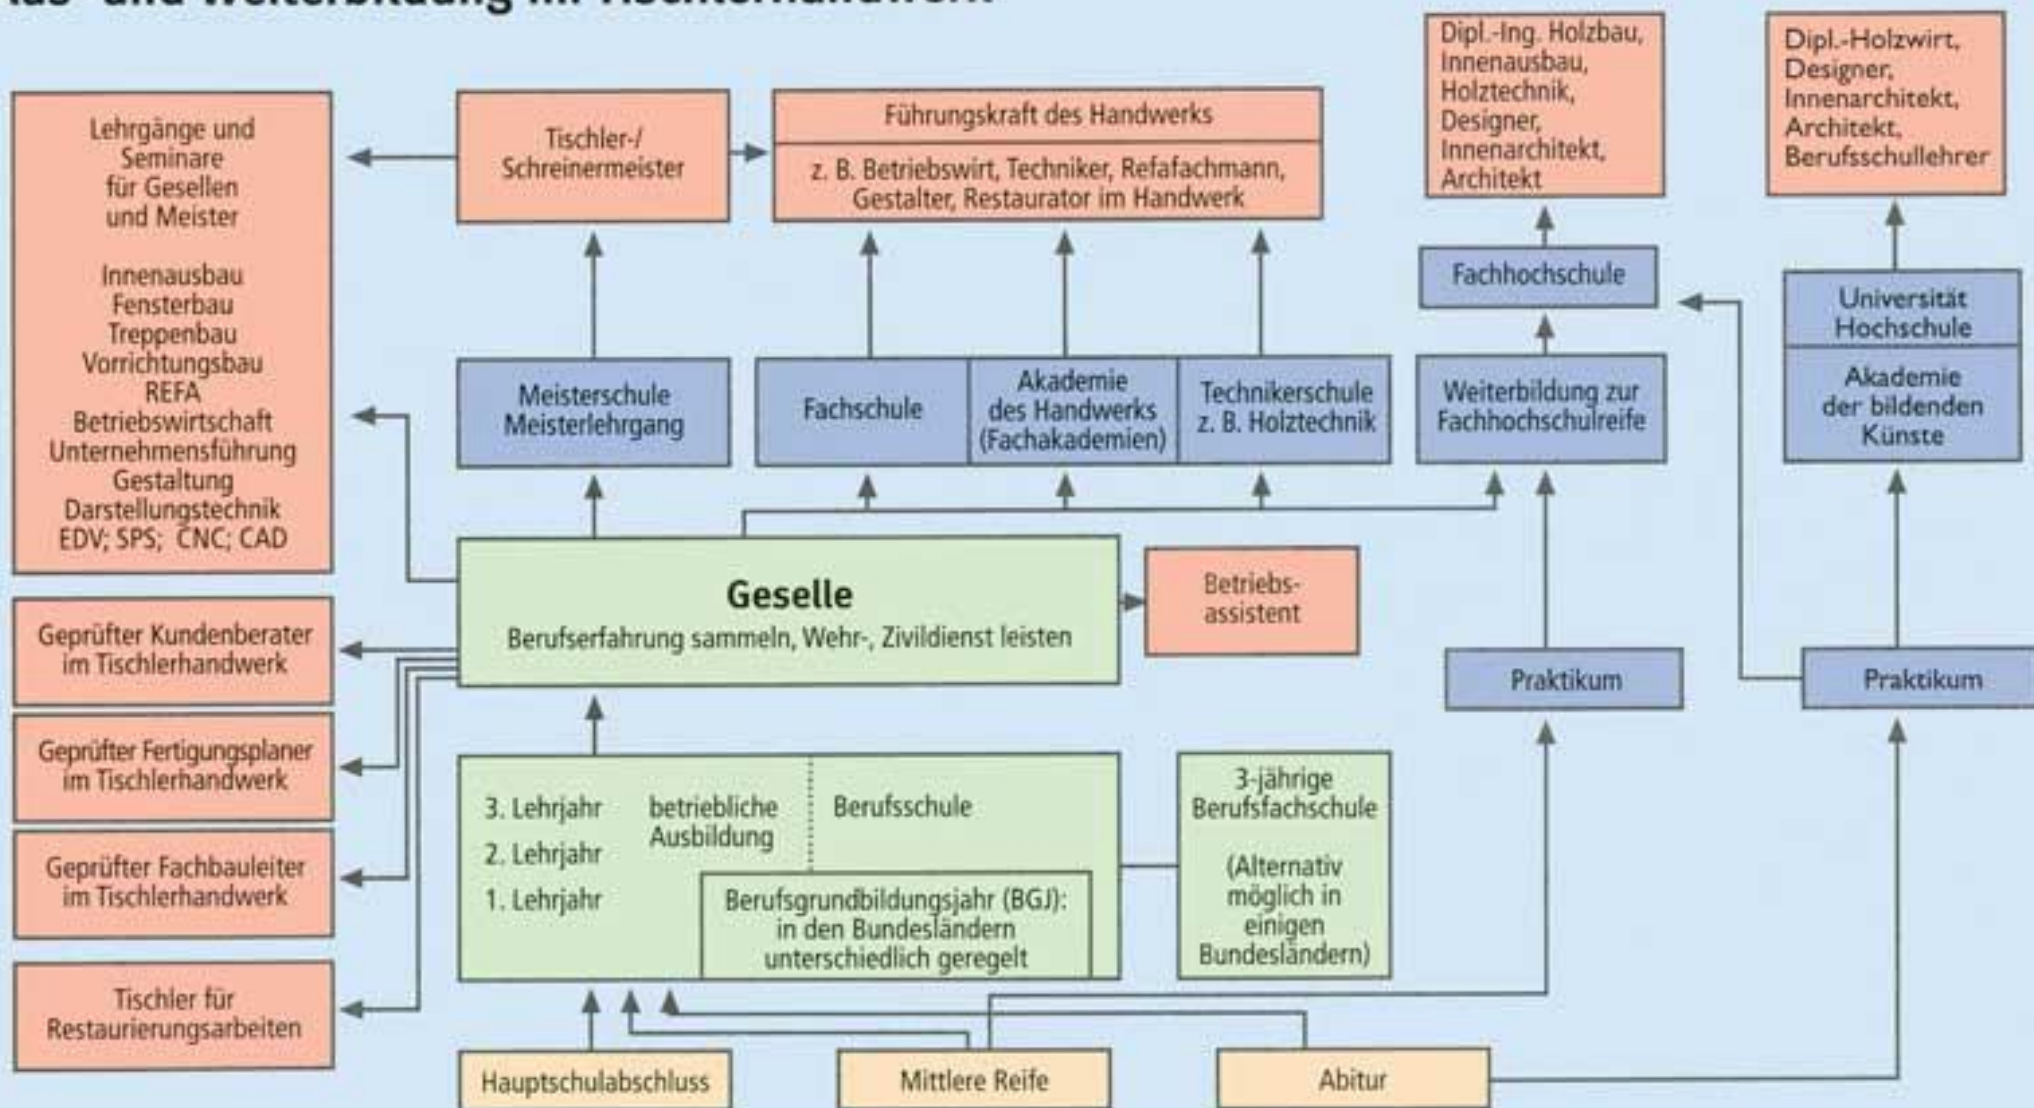 Aus- und Weiterbildung im Tischlerhandwerk
Lehrgänge und
Seminare
für Gesellen
und Meister
Innenausbau
Fensterbau
Treppenbau
Vorrichtungsbau
REFA
Betriebswirtschaft
Unternehmensführung
Gestaltung
Darstellungstechnik
EDV; SPS; CNC; CAD
Tischler-/
Schreinermeister
Führungskraft des Handwerks
z. B. Betriebswirt, Techniker, Refafachmann,
Gestalter, Restaurator im Handwerk
Dipl.-Ing. Holzbau,
Innenausbau,
Holztechnik,
Designer,
Innenarchitekt,
Architekt
Dipl.-Holzwirt,
Designer,
Innenarchitekt,
Architekt,
Berufsschullehrer
Fachhochschule
Universität
Hochschule
Akademie
der bildenden
Künste
Meisterschule
Meisterlehrgang
Fachschule
Akademie
des Handwerks
(Fachakademien)
Technikerschule
z. B. Holztechnik
Weiterbildung zur
Fachhochschulreife
Geselle
Berufserfahrung sammeln, Wehr-, Zivildienst leisten
Betriebs-
assistent
Geprüfter Kundenberater
im Tischlerhandwerk
Geprüfter Fertigungsplaner
im Tischlerhandwerk
Geprüfter Fachbauleiter
im Tischlerhandwerk
Tischler für
Restaurierungsarbeiten
Praktikum
Praktikum
3. Lehrjahr
2. Lehrjahr
1. Lehrjahr
betriebliche
Ausbildung
Berufsschule
Berufsgrundbildungsjahr (BGJ):
in den Bundesländern
unterschiedlich geregelt
3-jährige
Berufsfachschule
(Alternativ
möglich in
einigen
Bundesländern)
Hauptschulabschluss
Mittlere Reife
Abitur